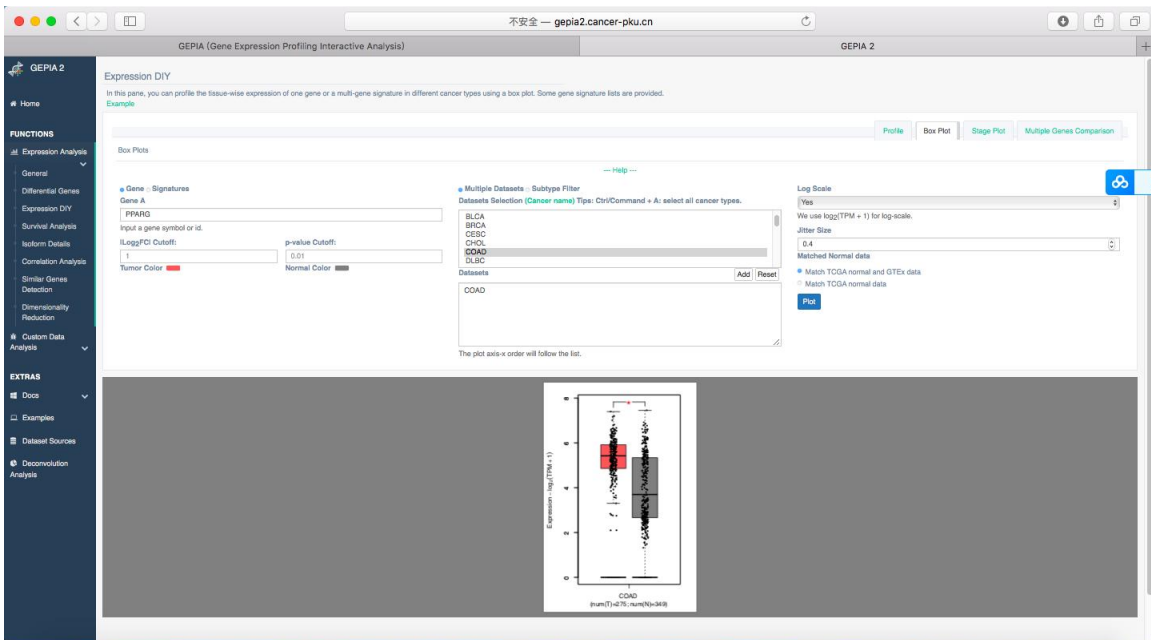 不安全 — gepia2.cancer-pku.cn
GEPIA (Gene Expression Profiling Interactive Analysis)
GEPIA 2
+
GEPIA 2
Home
FUNCTIONS
Expression Analysis
General
Differential Genes
Expression DIY
Survival Analysis
Isoform Details
Correlation Analysis
Similar Genes
Detection
Dimensionality
Reduction
Custom Data
Analysis
EXTRAS
Docs
Examples
Dataset Sources
Deconvolution
Analysis
Expression DIY
In this pane, you can profile the tissue-wise expression of one gene or a multi-gene signature in different cancer types using a box plot. Some gene signature lists are provided.
Example
Profile
Box Plot
Stage Plot
Multiple Genes Comparison
Box Plots
--- Help ---
Gene Signatures
Gene A
PPARG
Input a gene symbol or id.
|Log₂FC| Cutoff:
p-value Cutoff:
1
0.01
Tumor Color
Normal Color
Multiple Datasets Subtype Filter
Datasets Selection (Cancer name) Tips: Ctrl/Command + A: select all cancer types.
BLCA
BRCA
CESC
CHOL
COAD
DLBC
Datasets
Add
Reset
COAD
The plot axis-x order will follow the list.
Log Scale
Yes
We use log₂(TPM + 1) for log-scale.
Jitter Size
0.4
Matched Normal data
Match TCGA normal and GTEx data
Match TCGA normal data
Plot
*
Expression - log₂(TPM + 1)
8
6
4
2
0
COAD
(num(T)=275; num(N)=349)